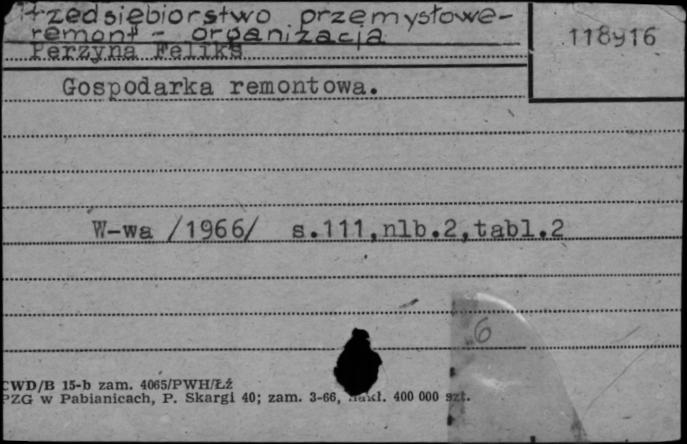 Przedsiębiorstwo przemysłowe-
remont - organizacja
118916
Perzyna Feliks
Gospodarka remontowa.
W-wa /1966/ s.111,nlb.2,tabl.2
6
CWD/B 15-b zam. 4065/PWH/Łź
PZG w Pabianicach, P. Skargi 40; zam. 3-66, nakł. 400 000 szt.